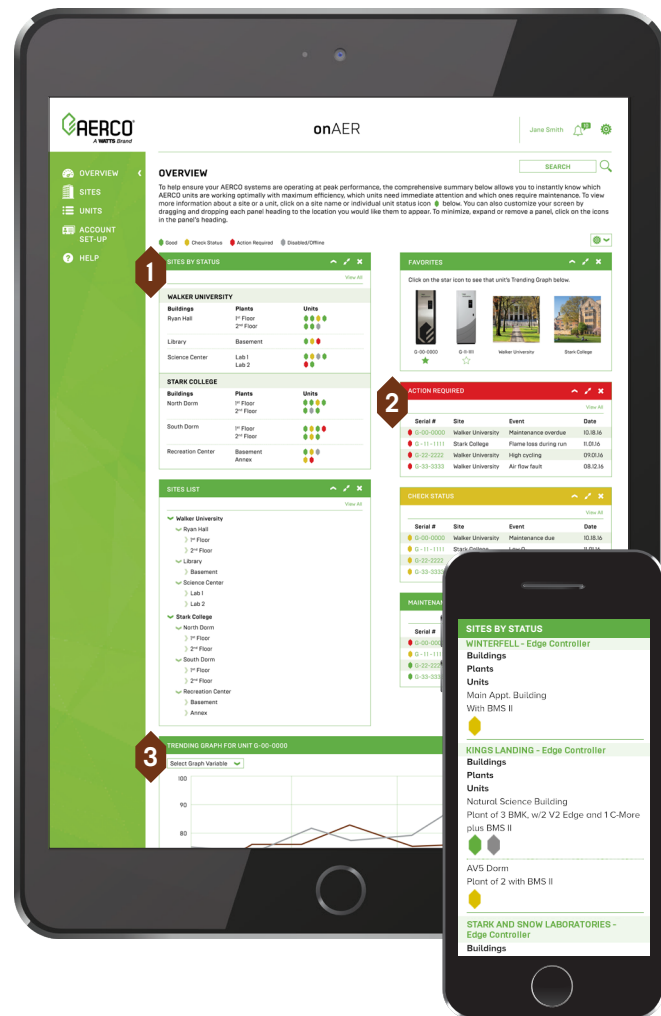 AERCO
A WATTS Brand
onAER
Jane Smith
OVERVIEW
SITES
UNITS
ACCOUNT
SET-UP
HELP
OVERVIEW
SEARCH
To help ensure your AERCO systems are operating at peak performance, the comprehensive summary below allows you to instantly know which
AERCO units are working optimally with maximum efficiency, which units need immediate attention and which ones require maintenance. To view
more information about a site or a unit, click on a site name or individual unit status icon below. You can also customize your screen by
dragging and dropping each panel heading to the location you would like them to appear. To minimize, expand or remove a panel, click on the icons
in the panel's heading.
Good Check Status Action Required Disabled/Offline
1
SITES BY STATUS
View All
WALKER UNIVERSITY
Buildings Plants Units
Ryan Hall 1st Floor
2nd Floor
Library Basement
Science Center Lab 1
Lab 2
STARK COLLEGE
Buildings Plants Units
North Dorm 1st Floor
2nd Floor
South Dorm 1st Floor
2nd Floor
Recreation Center Basement
Annex
SITES LIST
View All
Walker University
Ryan Hall
1st Floor
2nd Floor
Library
Basement
Science Center
Lab 1
Lab 2
Stark College
North Dorm
1st Floor
2nd Floor
South Dorm
1st Floor
2nd Floor
Recreation Center
Basement
Annex
FAVORITES
Click on the star icon to see that unit's Trending Graph below.
G-00-0000 G-11-1111 Walker University Stark College
2
ACTION REQUIRED
View All
Serial # Site Event Date
G-00-0000 Walker University Maintenance overdue 10.18.16
G-11-1111 Stark College Flame loss during run 11.01.16
G-22-2222 Walker University High cycling 09.01.16
G-33-3333 Walker University Air flow fault 08.12.16
CHECK STATUS
View All
Serial # Site Event Date
G-00-0000 Walker University Maintenance due 10.18.16
G-11-1111 Stark College
G-22-2222
G-33-3333
Serial #
3
TRENDING GRAPH FOR UNIT G-00-0000
Select Graph Variable
100
90
80
SITES BY STATUS
WINTERFELL - Edge Controller
Buildings
Plants
Units
Main Appt. Building
With BMS II
KINGS LANDING - Edge Controller
Buildings
Plants
Units
Natural Science Building
Plant of 3 BMK, w/2 V2 Edge and 1 C-More
plus BMS II
AV5 Dorm
Plant of 2 with BMS II
STARK AND SNOW LABORATORIES -
Edge Controller
Buildings